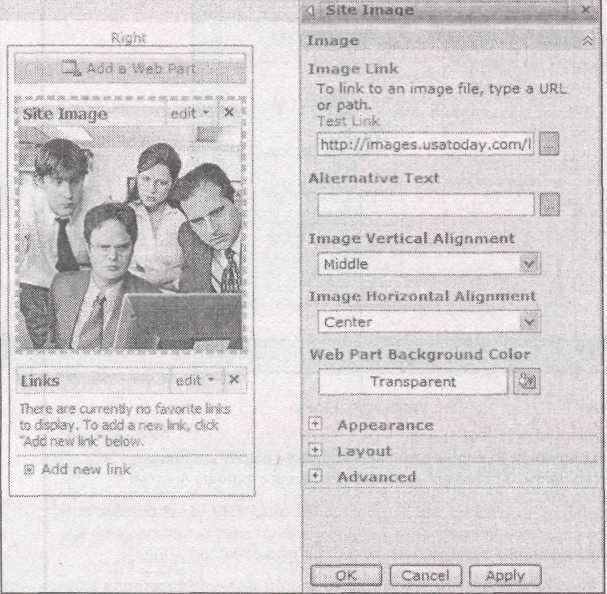 Right
Add a Web Part
Site Image
edit
Links
edit
There are currently no favorite links
to display. To add a new link, click
"Add new link" below.
Add new link
Site Image
Image
Image Link
To link to an image file, type a URL
or path.
Test Link
http://images.usatoday.com/l
...
Alternative Text
...
Image Vertical Alignment
Middle
Image Horizontal Alignment
Center
Web Part Background Color
Transparent
Appearance
Layout
Advanced
OK
Cancel
Apply